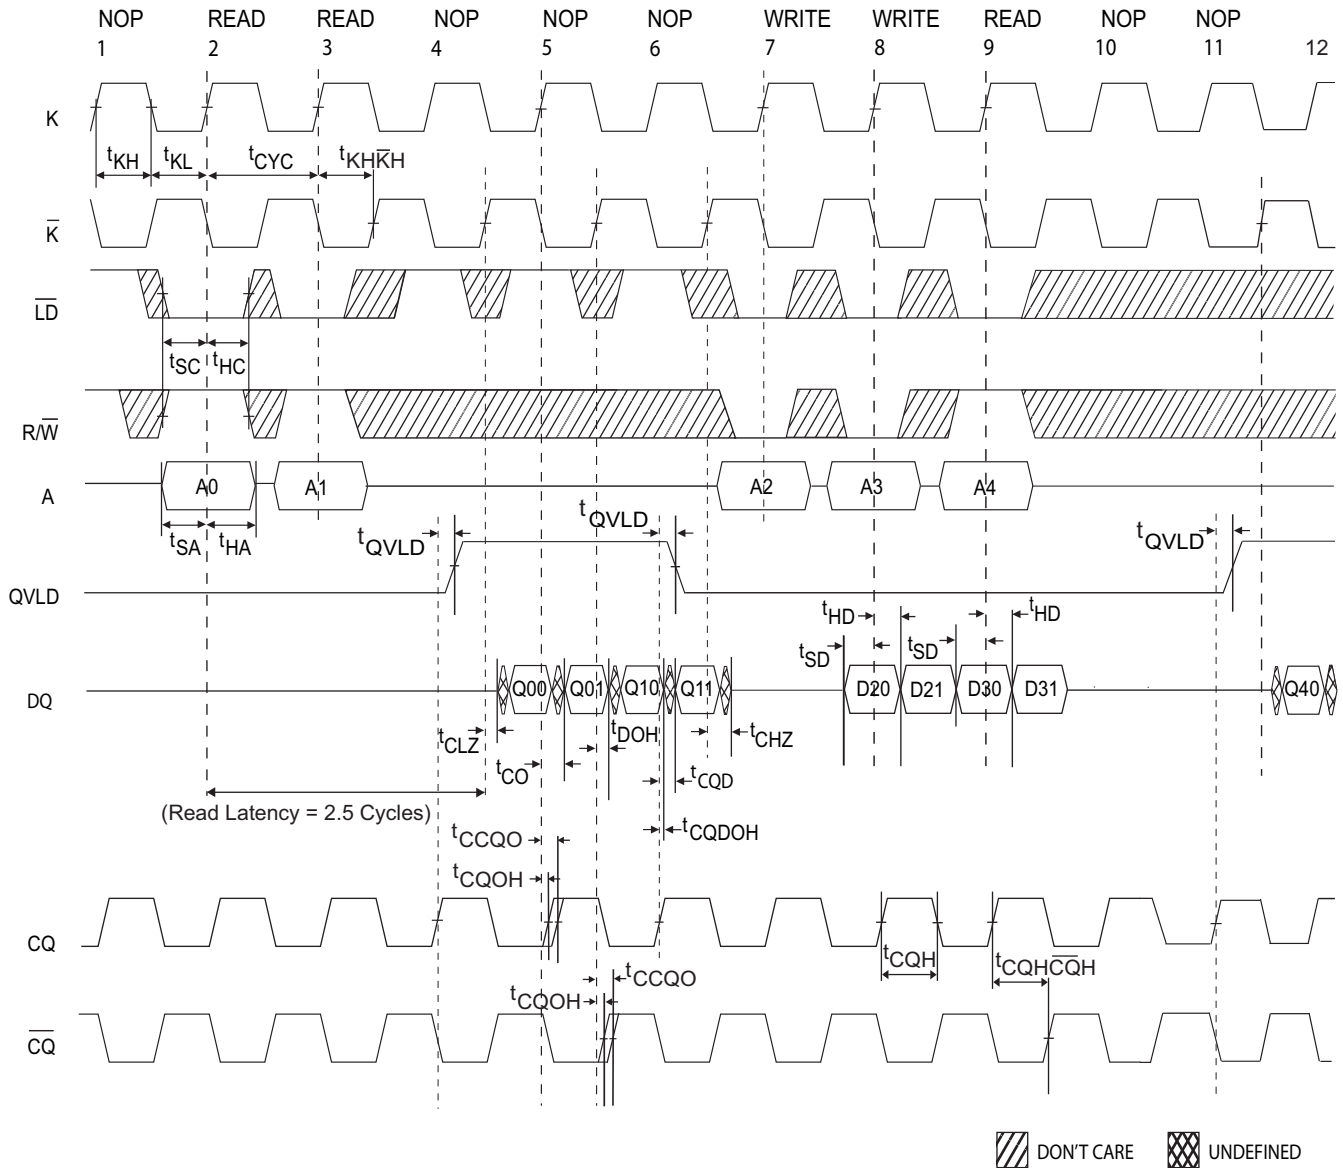 NOP READ READ NOP NOP NOP WRITE WRITE READ NOP NOP
1 2 3 4 5 6 7 8 9 10 11 12
K
tKH tKL tCYC tKHK̅H
K̅
L̅D̅
tSC tHC
R/W̅
A A0 A1 A2 A3 A4
tSA tHA tQVLD tQVLD tQVLD
QVLD
tHD tHD
tSD tSD
DQ Q00 Q01 Q10 Q11 D20 D21 D30 D31 Q40
tCLZ tDOH tCHZ
tCO tCQD
(Read Latency = 2.5 Cycles)
tCQDOH
tCCQO
tCQOH
CQ
tCQH tCQHC̅Q̅H
tCCQO
tCQOH
C̅Q̅
DON'T CARE UNDEFINED